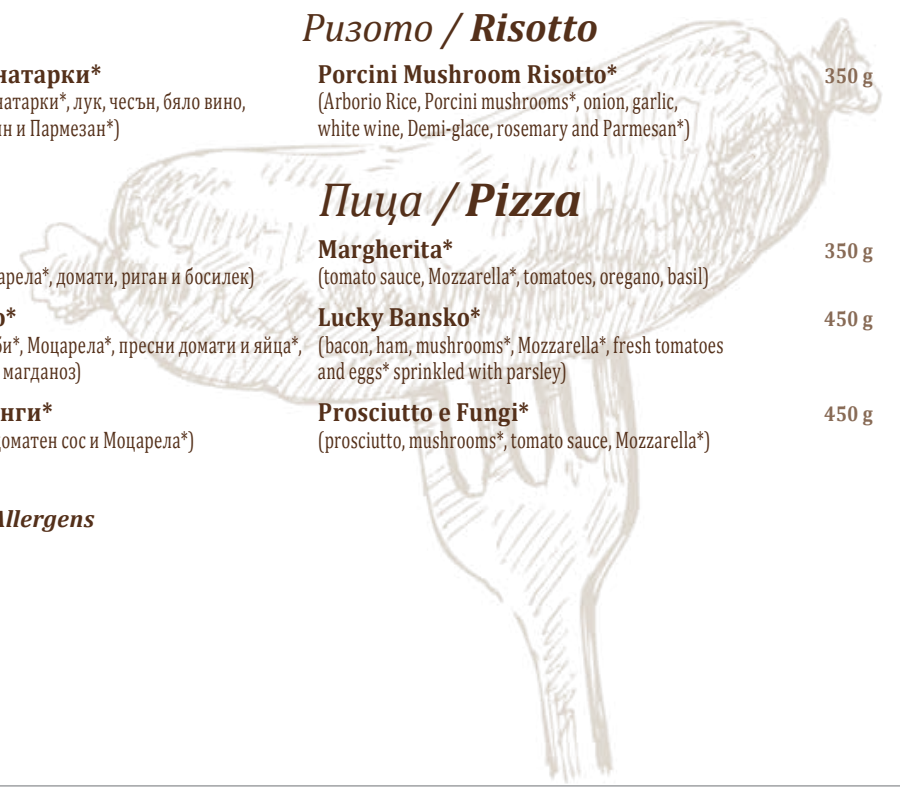 Ризото / Risotto
натарки*
Porcini Mushroom Risotto*
350 g
натарки*, лук, чесън, бяло вино,
(Arborio Rice, Porcini mushrooms*, onion, garlic,
н и Пармезан*)
white wine, Demi-glace, rosemary and Parmesan*)
Пица / Pizza
Margherita*
350 g
арела*, домати, риган и босилек)
(tomato sauce, Mozzarella*, tomatoes, oregano, basil)
о*
Lucky Bansko*
450 g
би*, Моцарела*, пресни домати и яйца*,
(bacon, ham, mushrooms*, Mozzarella*, fresh tomatoes
магданоз)
and eggs* sprinkled with parsley)
нги*
Prosciutto e Fungi*
450 g
доматен сос и Моцарела*)
(prosciutto, mushrooms*, tomato sauce, Mozzarella*)
Allergens